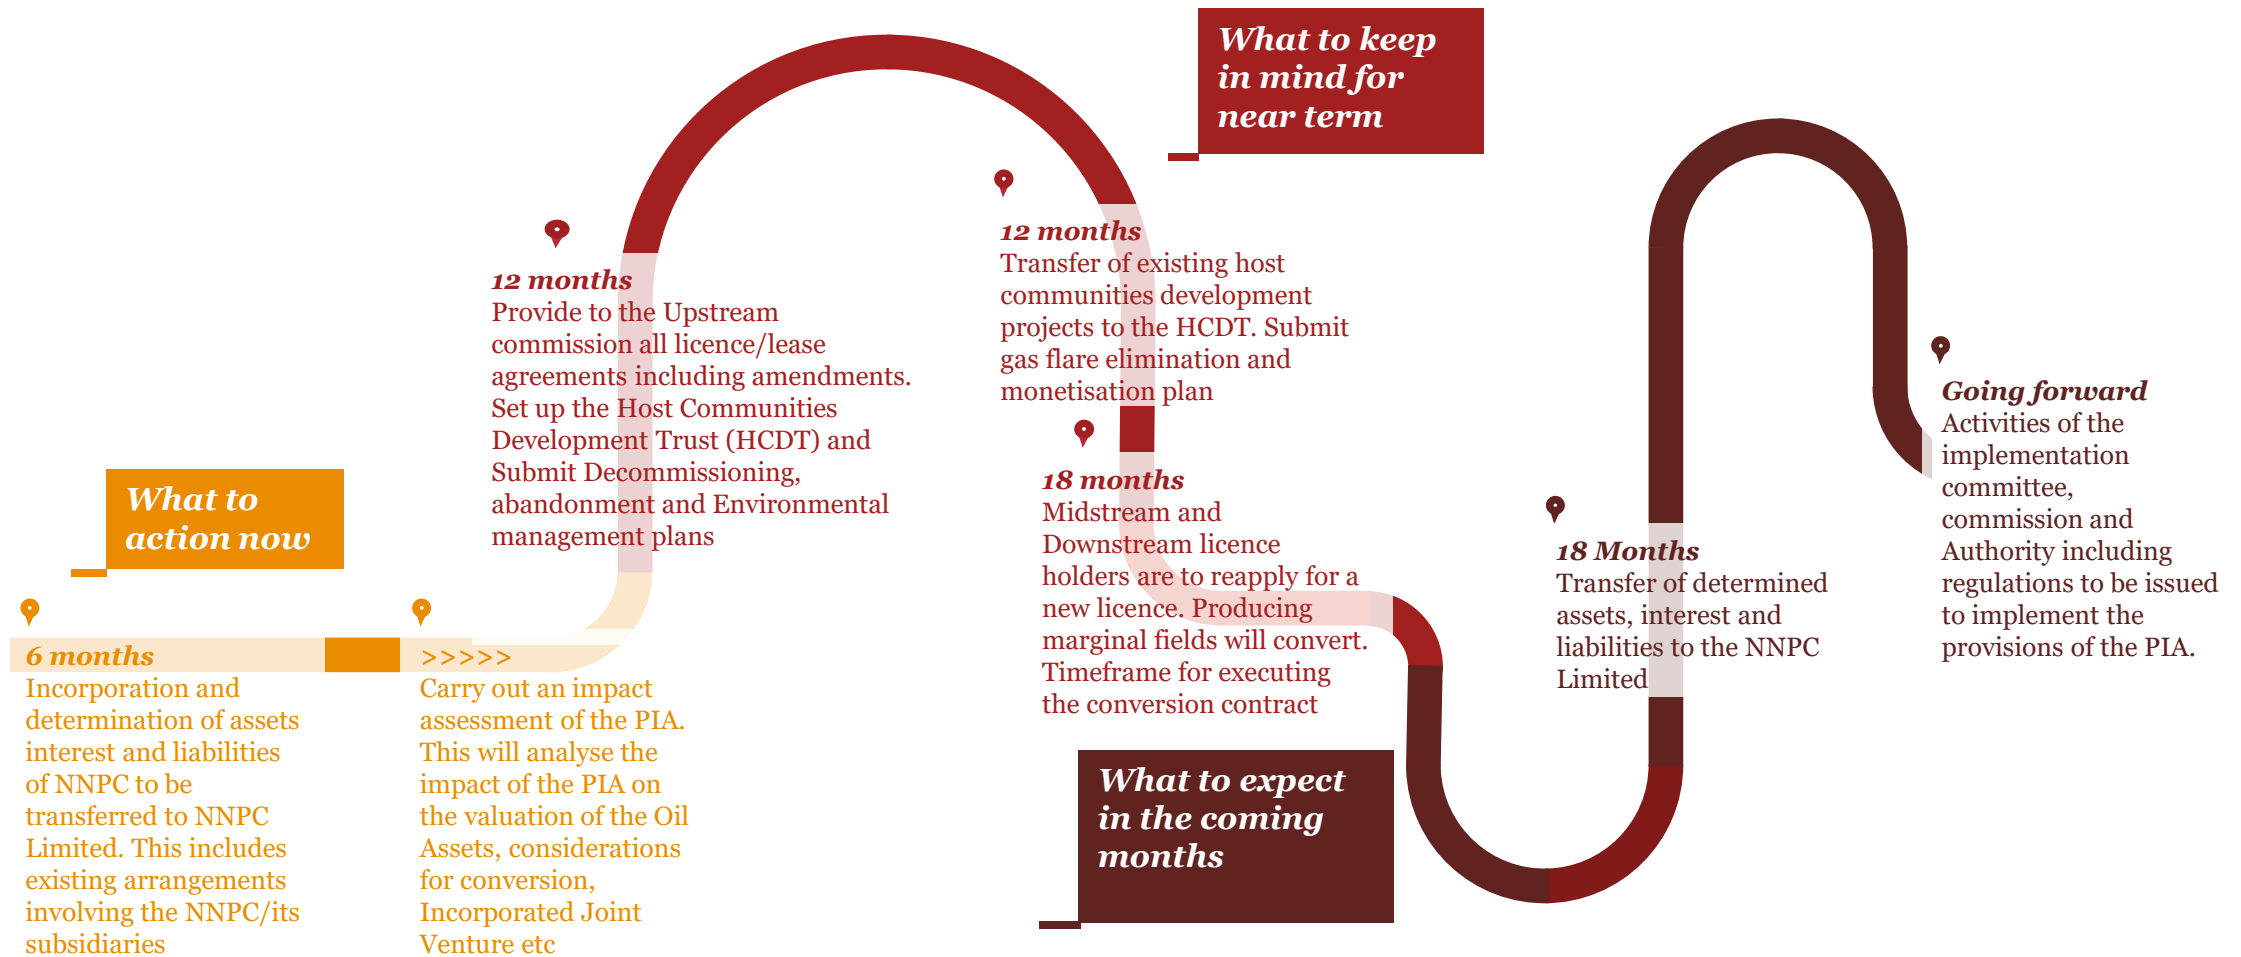 What to
action now
6 months
Incorporation and
determination of assets
interest and liabilities
of NNPC to be
transferred to NNPC
Limited. This includes
existing arrangements
involving the NNPC/its
subsidiaries
>>>>>
Carry out an impact
assessment of the PIA.
This will analyse the
impact of the PIA on
the valuation of the Oil
Assets, considerations
for conversion,
Incorporated Joint
Venture etc
What to keep
in mind for
near term
12 months
Provide to the Upstream
commission all licence/lease
agreements including amendments.
Set up the Host Communities
Development Trust (HCDT) and
Submit Decommissioning,
abandonment and Environmental
management plans
12 months
Transfer of existing host
communities development
projects to the HCDT. Submit
gas flare elimination and
monetisation plan
18 months
Midstream and
Downstream licence
holders are to reapply for a
new licence. Producing
marginal fields will convert.
Timeframe for executing
the conversion contract
What to expect
in the coming
months
18 Months
Transfer of determined
assets, interest and
liabilities to the NNPC
Limited
Going forward
Activities of the
implementation
committee,
commission and
Authority including
regulations to be issued
to implement the
provisions of the PIA.